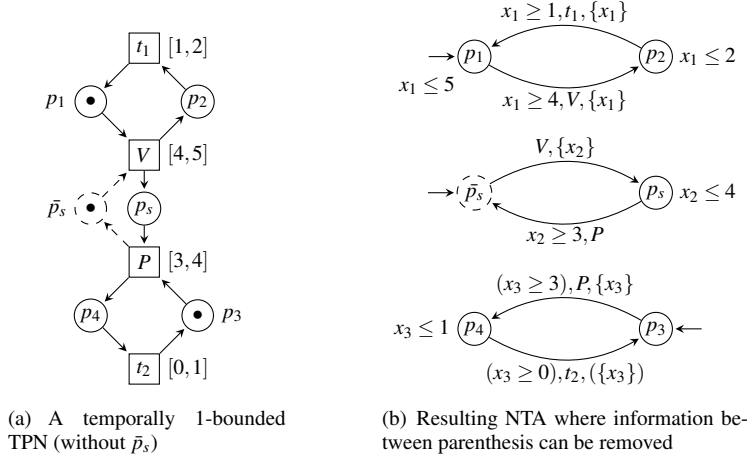 t₁ [1,2]
p₁ p₂
V [4,5]
p̄ₛ pₛ
P [3,4]
p₄ p₃
t₂ [0,1]
x₁ ≥ 1, t₁, {x₁}
p₁ p₂ x₁ ≤ 2
x₁ ≤ 5
x₁ ≥ 4, V, {x₁}
V, {x₂}
p̄ₛ pₛ x₂ ≤ 4
x₂ ≥ 3, P
(x₃ ≥ 3), P, {x₃}
x₃ ≤ 1 p₄ p₃
(x₃ ≥ 0), t₂, ({x₃})
(a) A temporally 1-bounded
TPN (without p̄ₛ)
(b) Resulting NTA where information be-
tween parenthesis can be removed